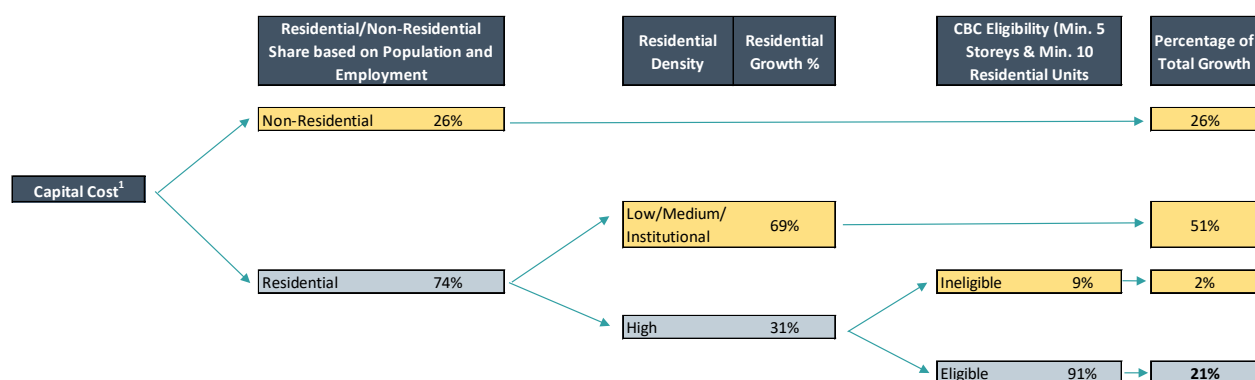 Residential/Non-Residential
Share based on Population and
Employment
Residential
Density
Residential
Growth %
CBC Eligibility (Min. 5
Storeys & Min. 10
Residential Units
Percentage of
Total Growth
Non-Residential 26%
26%
Capital Cost¹
Low/Medium/
Institutional 69%
51%
Residential 74%
Ineligible 9%
2%
High 31%
Eligible 91%
21%